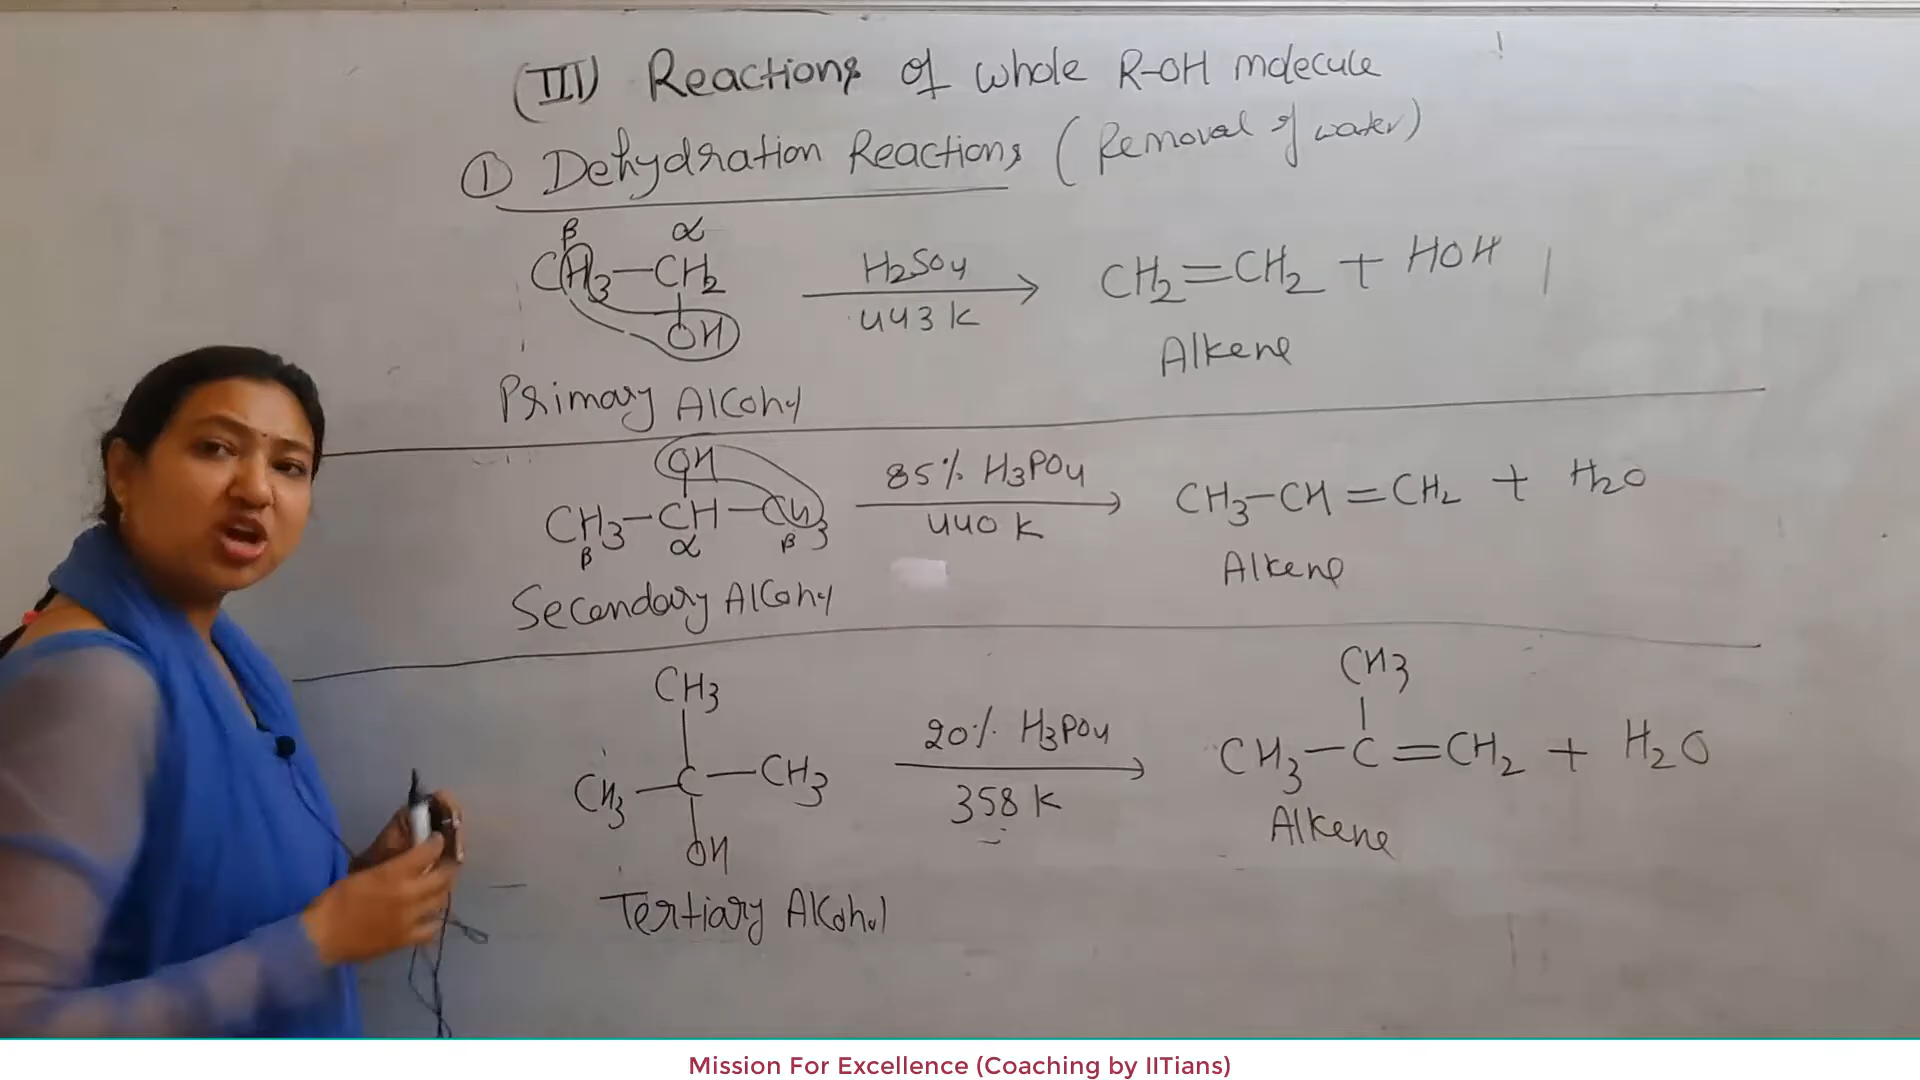 (III) Reactions of whole R-OH molecule
① Dehydration Reactions (Removal of water)
β α
CH3—CH2 H2SO4 CH2=CH2 + HOH
OH 443 K
Alkene
Primary Alcohol
OH 85% H3PO4
CH3—CH—CH3 440 K CH3-CH=CH2 + H2O
β α β
Alkene
Secondary Alcohol
CH3 CH3
20% H3PO4
CH3—C—CH3 358 K CH3—C=CH2 + H2O
OH Alkene
Tertiary Alcohol
Mission For Excellence (Coaching by IITians)